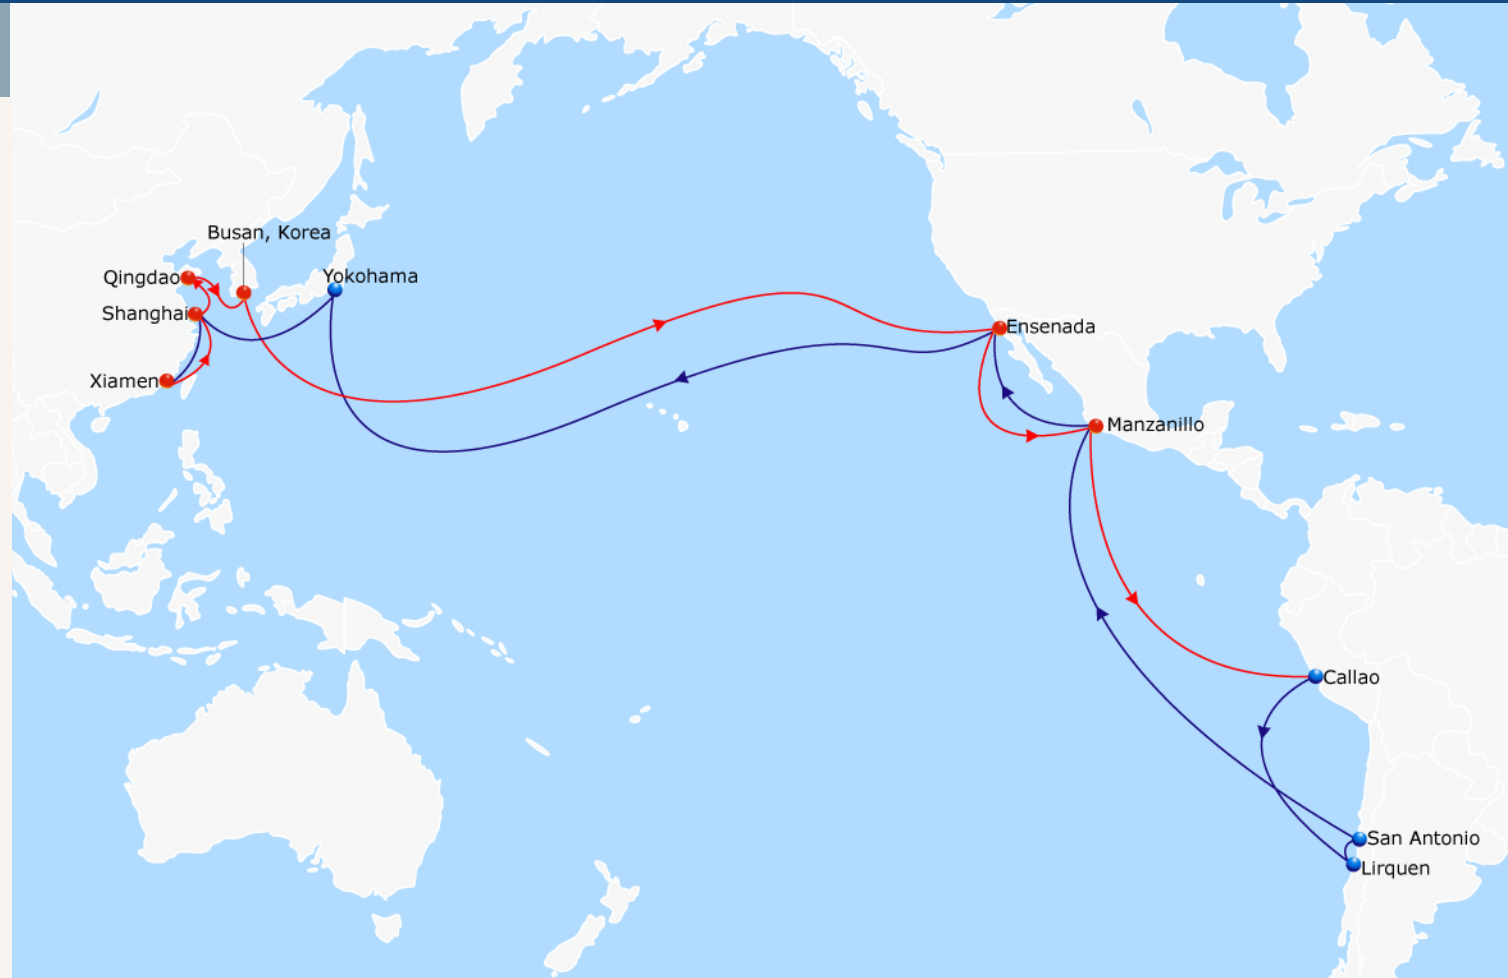 Busan, Korea
Qingdao
Yokohama
Shanghai
Ensenada
Xiamen
Manzanillo
Callao
San Antonio
Lirquen